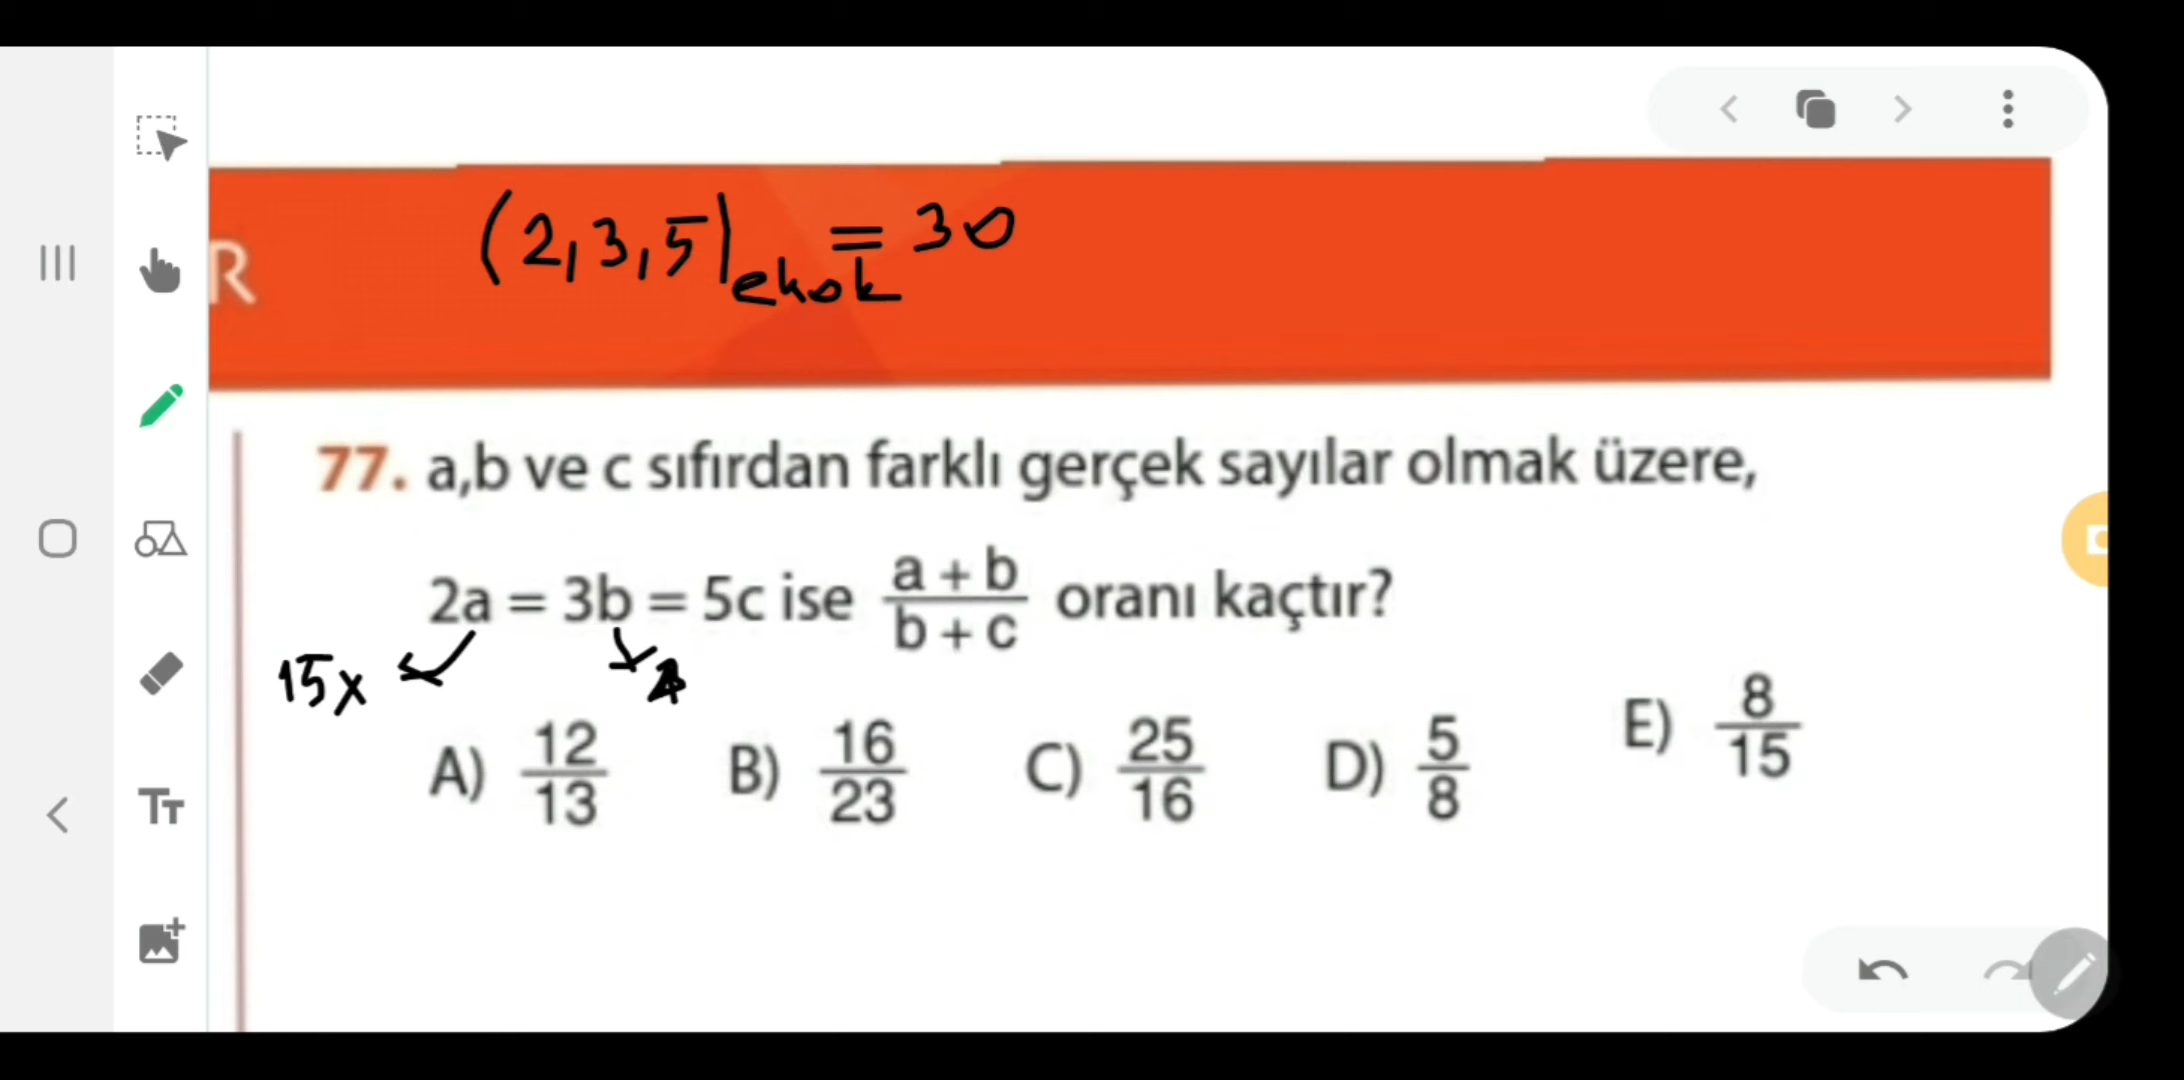 (2,3,5)ekok = 30
R
77. a,b ve c sıfırdan farklı gerçek sayılar olmak üzere,
2a = 3b = 5c ise a + b / b + c oranı kaçtır?
15x
A) 12/13 B) 16/23 C) 25/16 D) 5/8 E) 8/15
TT